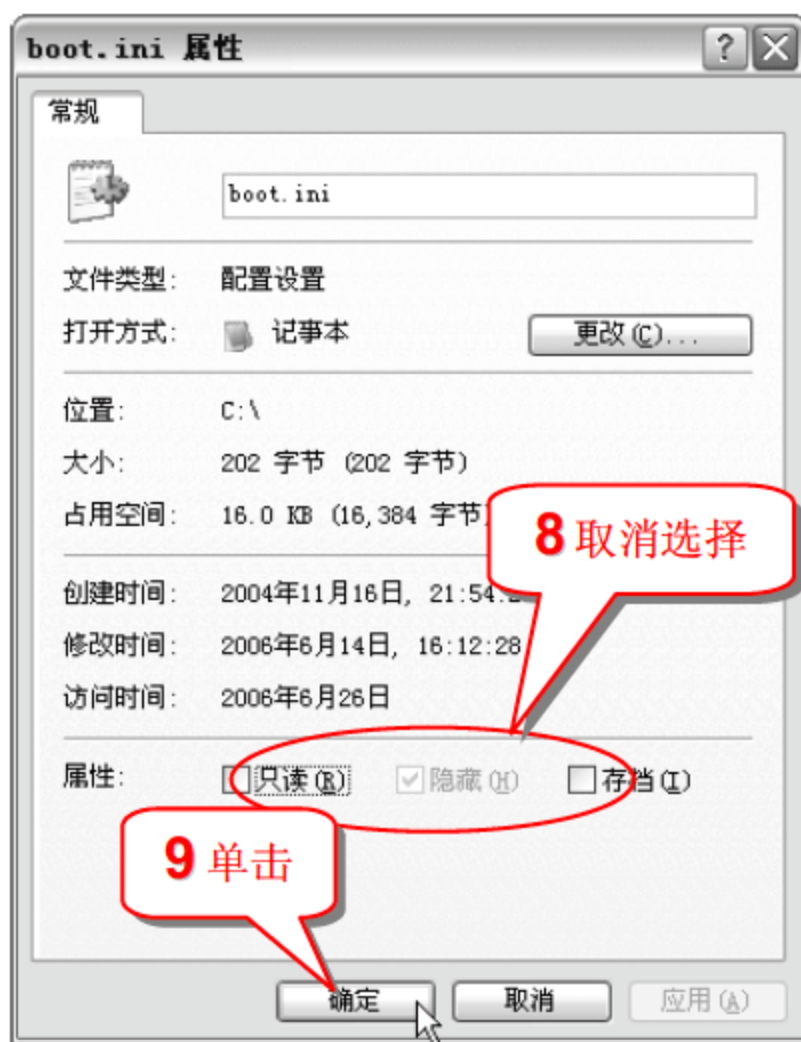 boot.ini 属性
常规
boot.ini
文件类型: 配置设置
打开方式: 记事本 更改(C)...
位置: C:\
大小: 202 字节 (202 字节)
占用空间: 16.0 KB (16,384 字节)
8 取消选择
创建时间: 2004年11月16日, 21:54:
修改时间: 2006年6月14日, 16:12:28
访问时间: 2006年6月26日
属性: 只读(R) 隐藏(H) 存档(I)
9 单击
确定 取消 应用(A)